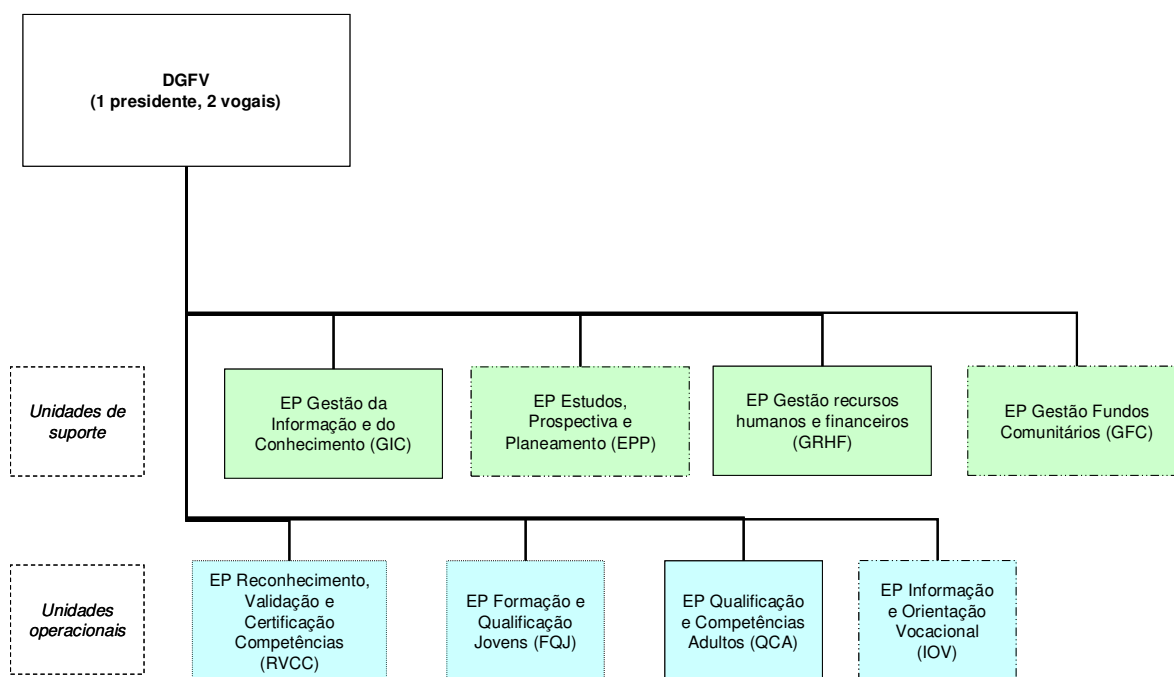 DGFV
(1 presidente, 2 vogais)
Unidades de
suporte
EP Gestão da
Informação e do
Conhecimento (GIC)
EP Estudos,
Prospectiva e
Planeamento (EPP)
EP Gestão recursos
humanos e financeiros
(GRHF)
EP Gestão Fundos
Comunitários (GFC)
Unidades
operacionais
EP Reconhecimento,
Validação e
Certificação
Competências
(RVCC)
EP Formação e
Qualificação
Jovens (FQJ)
EP Qualificação
e Competências
Adultos (QCA)
EP Informação
e Orientação
Vocacional
(IOV)